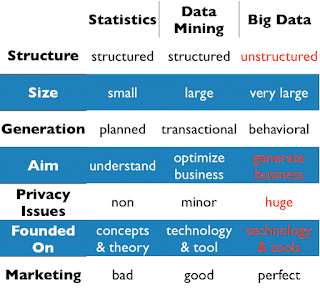 Statistics Data Mining Big Data
Structure structured structured unstructured
Size small large very large
Generation planned transactional behavioral
Aim understand optimize business generate business
Privacy Issues non minor huge
Founded On concepts & theory technology & tool technology & tools
Marketing bad good perfect